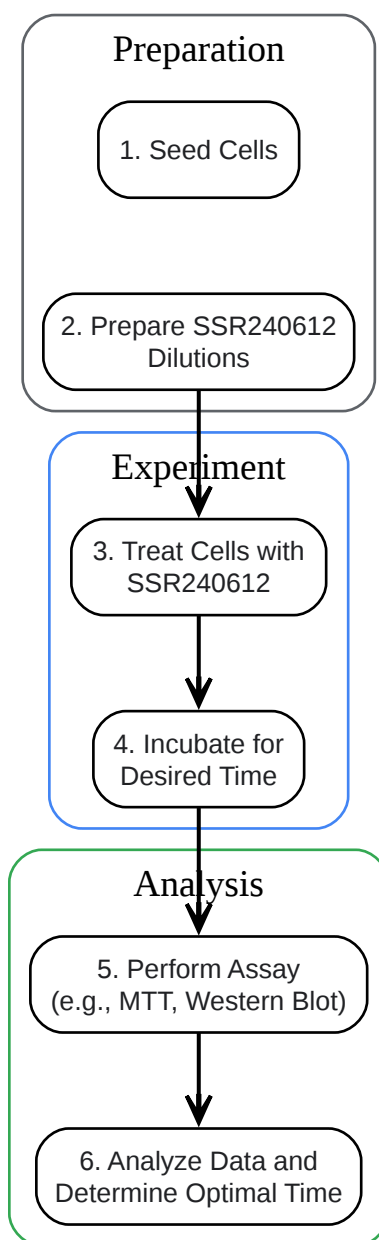 Preparation
1. Seed Cells
2. Prepare SSR240612
Dilutions
Experiment
3. Treat Cells with
SSR240612
4. Incubate for
Desired Time
Analysis
5. Perform Assay
(e.g., MTT, Western Blot)
6. Analyze Data and
Determine Optimal Time